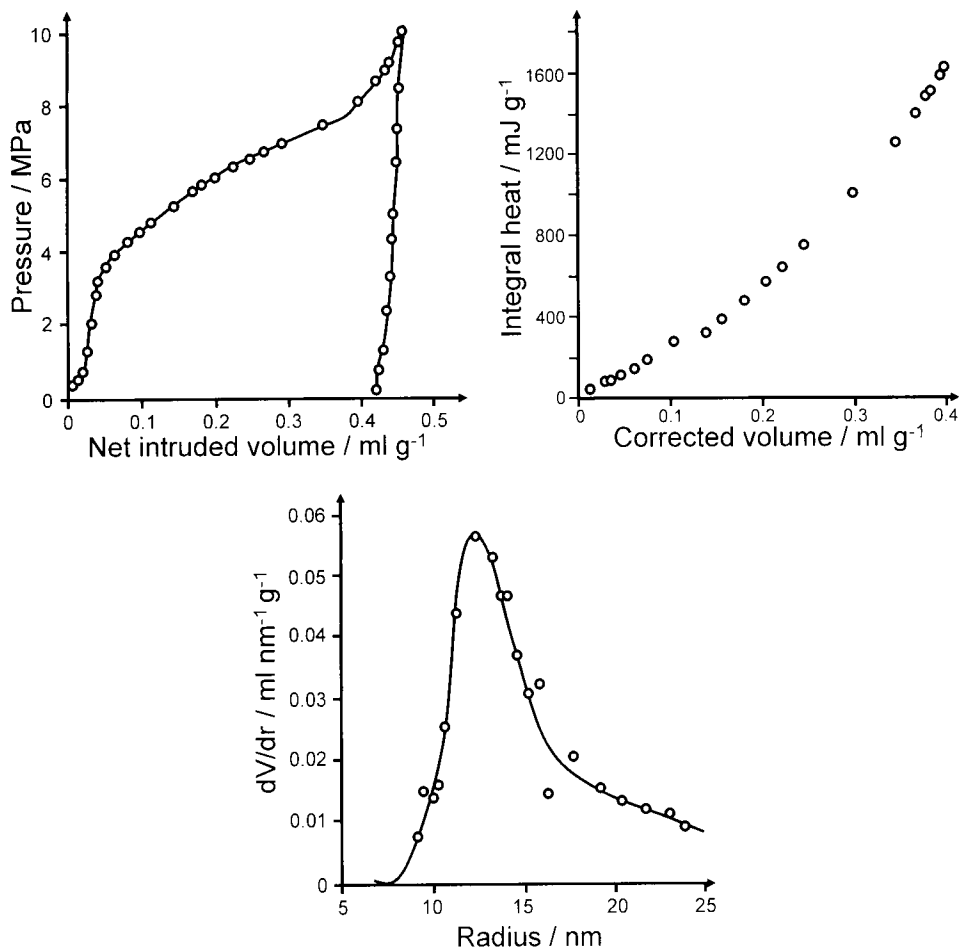 10
8
6
4
2
0
Pressure / MPa
0 0.1 0.2 0.3 0.4 0.5
Net intruded volume / ml g-1
1600
1200
800
400
0
Integral heat / mJ g-1
0 0.1 0.2 0.3 0.4
Corrected volume / ml g-1
0.06
0.05
0.04
0.03
0.02
0.01
0
dV/dr / ml nm-1 g-1
5 10 15 20 25
Radius / nm